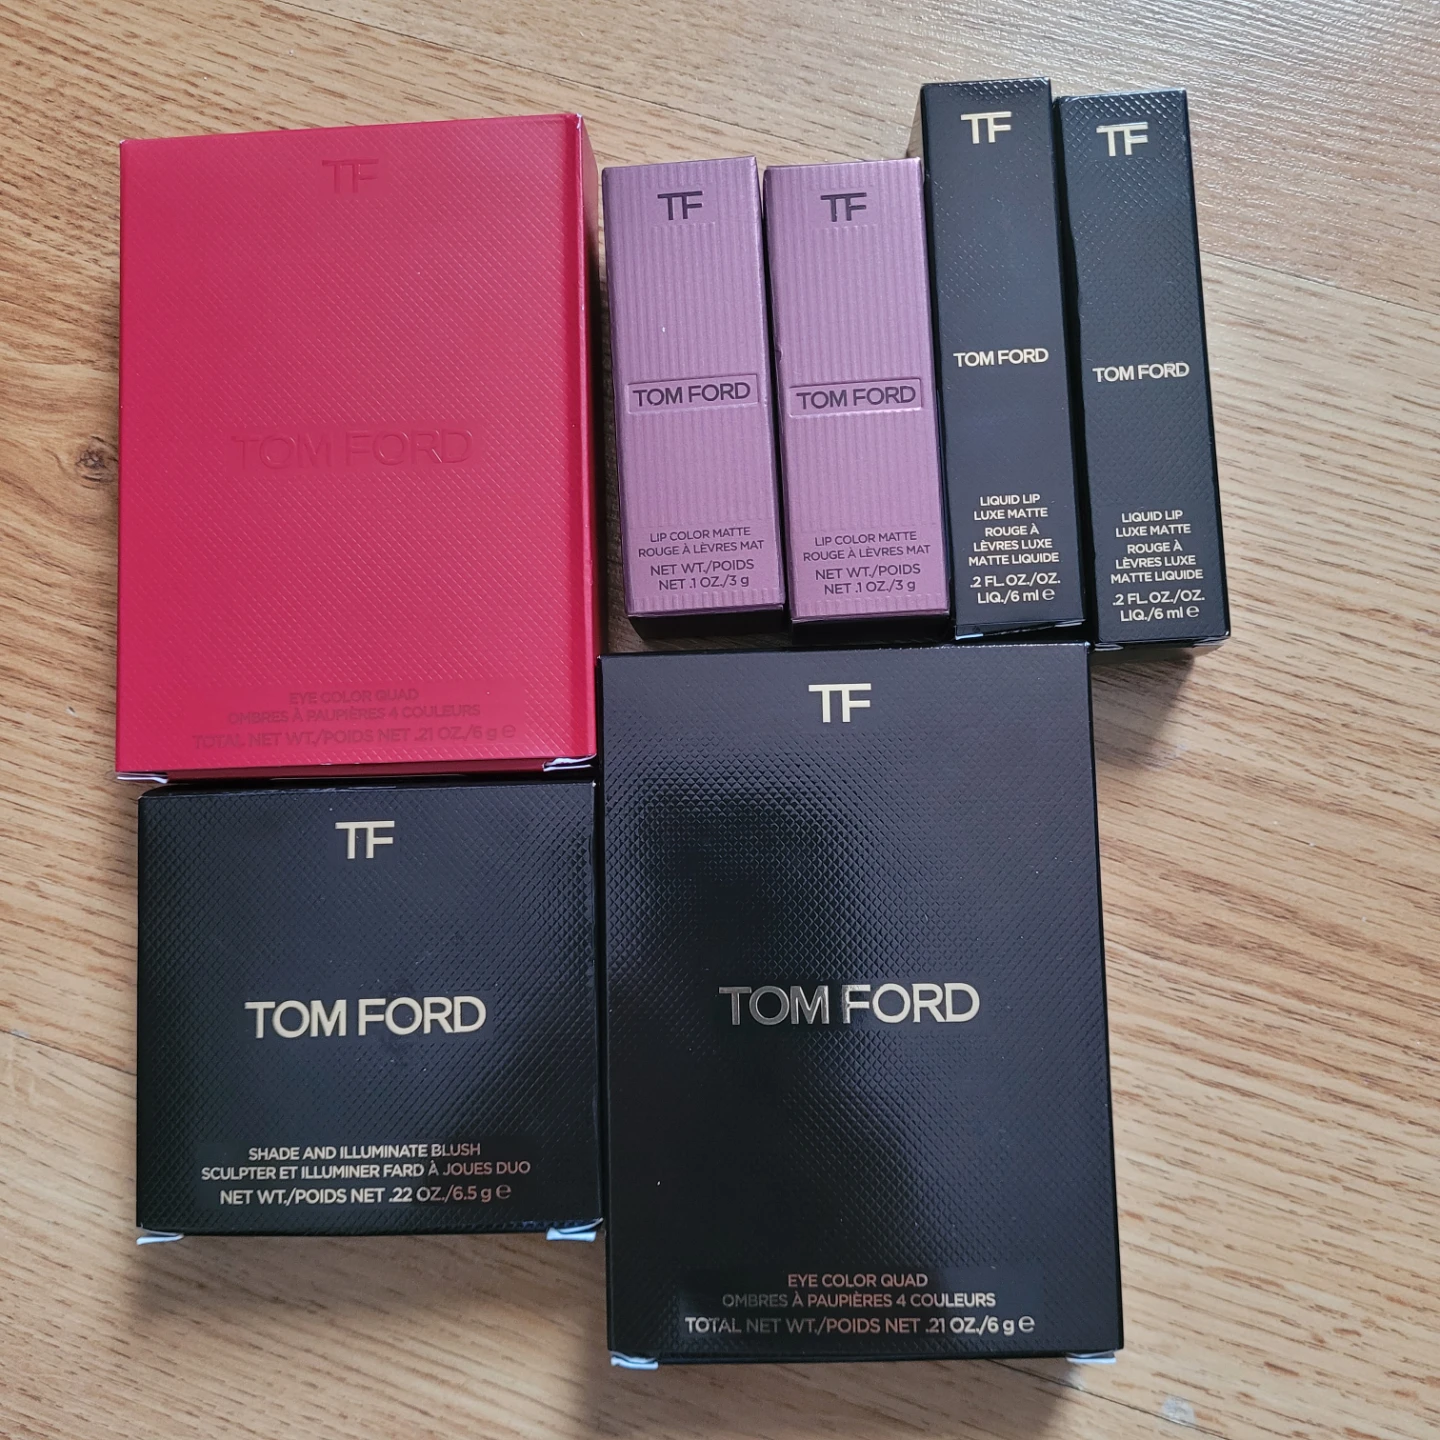 TF
TOM FORD
EYE COLOR QUAD
OMBRES À PAUPIÈRES 4 COULEURS
TOTAL NET WT./POIDS NET .21 OZ./6 g ℮
TF
TOM FORD
LIP COLOR MATTE
ROUGE À LÈVRES MAT
NET WT./POIDS
NET .1 OZ./3 g
TF
TOM FORD
LIP COLOR MATTE
ROUGE À LÈVRES MAT
NET WT./POIDS
NET .1 OZ./3 g
TF
TOM FORD
LIQUID LIP
LUXE MATTE
ROUGE À
LÈVRES LUXE
MATTE LIQUIDE
.2 FL. OZ./OZ.
LIQ./6 ml ℮
TF
TOM FORD
LIQUID LIP
LUXE MATTE
ROUGE À
LÈVRES LUXE
MATTE LIQUIDE
.2 FL. OZ./OZ.
LIQ./6 ml ℮
TF
TOM FORD
SHADE AND ILLUMINATE BLUSH
SCULPTER ET ILLUMINER FARD À JOUES DUO
NET WT./POIDS NET .22 OZ./6.5 g ℮
TF
TOM FORD
EYE COLOR QUAD
OMBRES À PAUPIÈRES 4 COULEURS
TOTAL NET WT./POIDS NET .21 OZ./6 g ℮